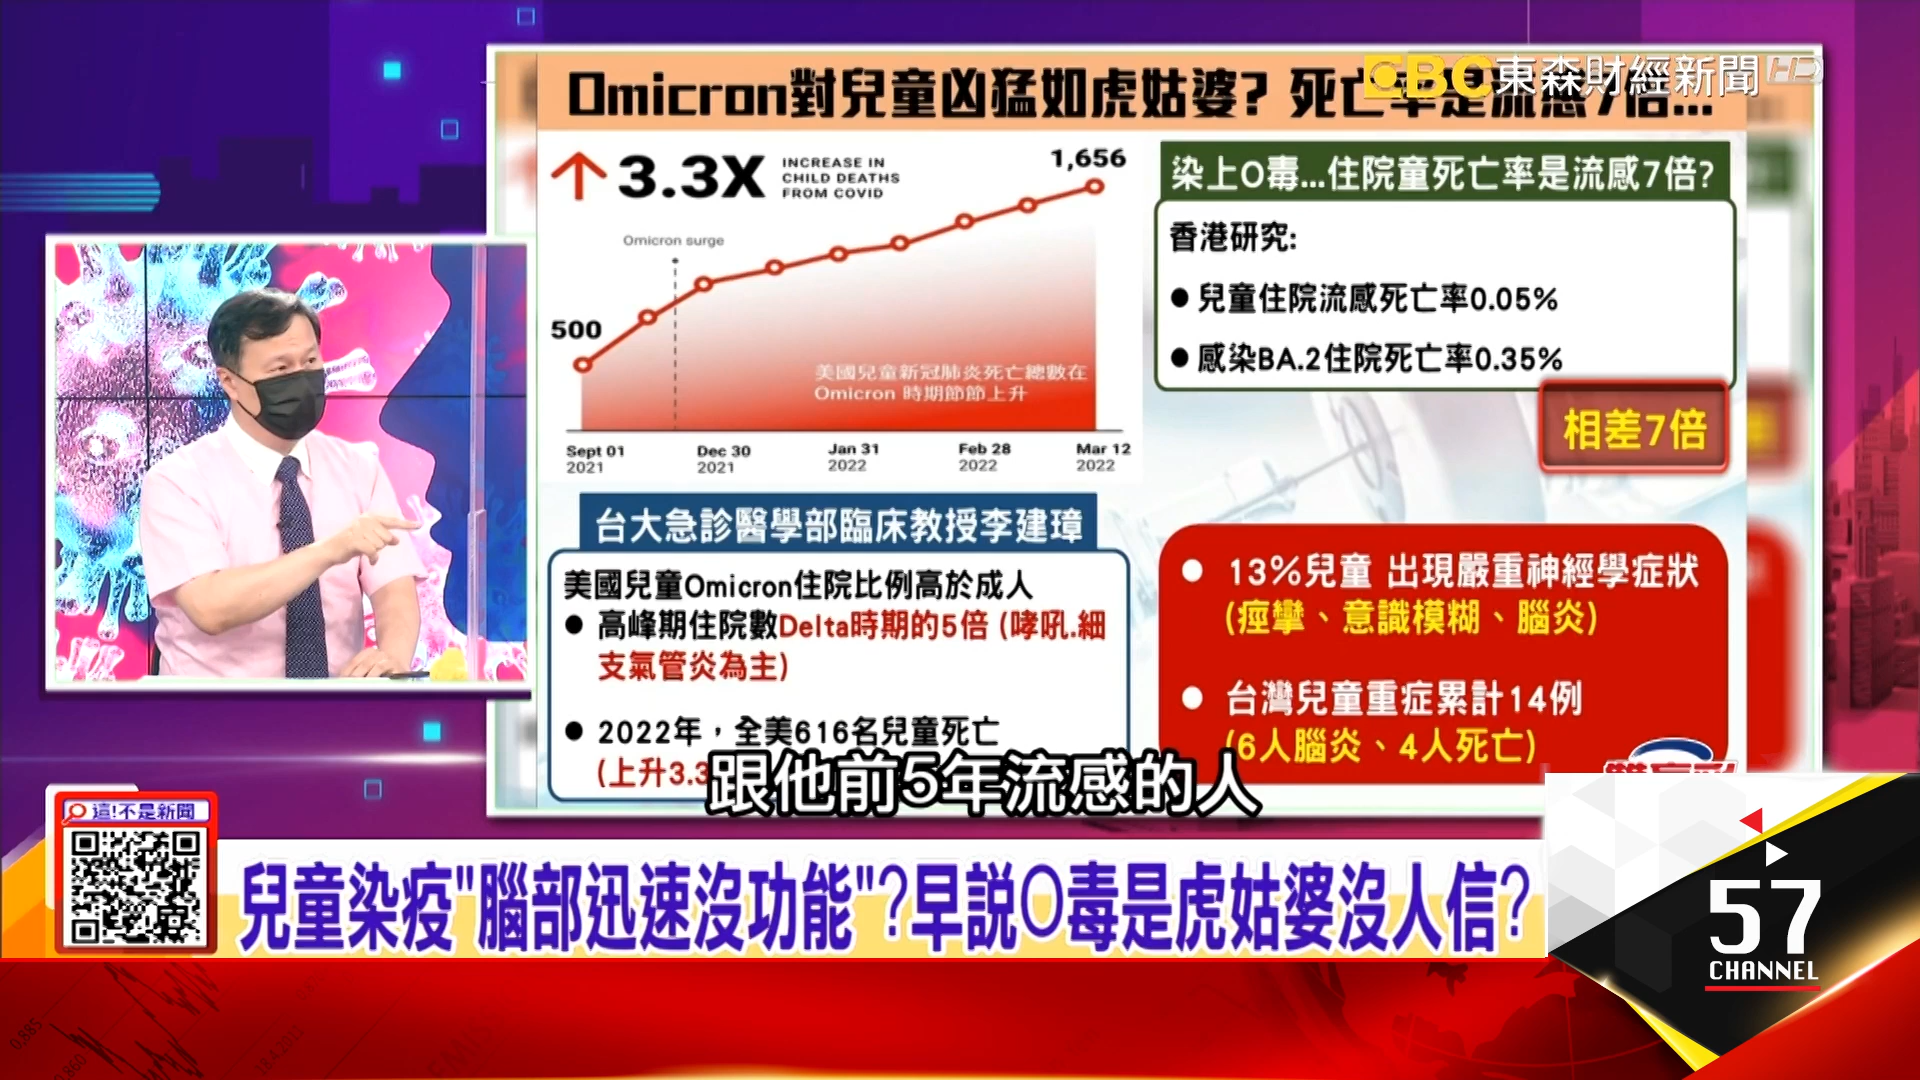 EBC東森財經新聞HD
Omicron對兒童凶猛如虎姑婆? 死亡率是流感7倍...
3.3X
INCREASE IN
CHILD DEATHS
FROM COVID
1,656
Omicron surge
500
美國兒童新冠肺炎死亡總數在
Omicron 時期節節上升
Sept 01
2021
Dec 30
2021
Jan 31
2022
Feb 28
2022
Mar 12
2022
染上O毒...住院童死亡率是流感7倍?
香港研究:
●兒童住院流感死亡率0.05%
●感染BA.2住院死亡率0.35%
相差7倍
台大急診醫學部臨床教授李建璋
美國兒童Omicron住院比例高於成人
● 高峰期住院數Delta時期的5倍 (哮吼.細
支氣管炎為主)
● 2022年，全美616名兒童死亡
(上升3.3
● 13%兒童 出現嚴重神經學症狀
(痙攣、意識模糊、腦炎)
● 台灣兒童重症累計14例
(6人腦炎、4人死亡)
跟他前5年流感的人
這!不是新聞
兒童染疫"腦部迅速沒功能"?早説O毒是虎姑婆沒人信?
57
CHANNEL